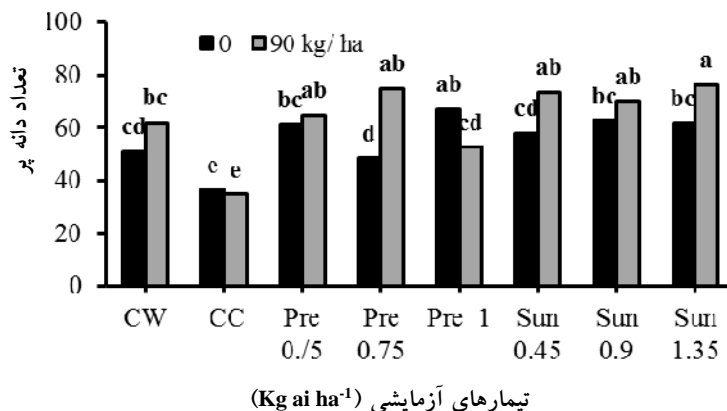 100
80
60
40
20
0
تعداد دانه پر
0
90 kg/ ha
cd
bc
e
e
bc
ab
d
ab
ab
cd
cd
ab
bc
ab
bc
a
CW
CC
Pre 0./5
Pre 0.75
Pre 1
Sun 0.45
Sun 0.9
Sun 1.35
تیمارهای آزمایشی (Kg ai ha⁻¹)